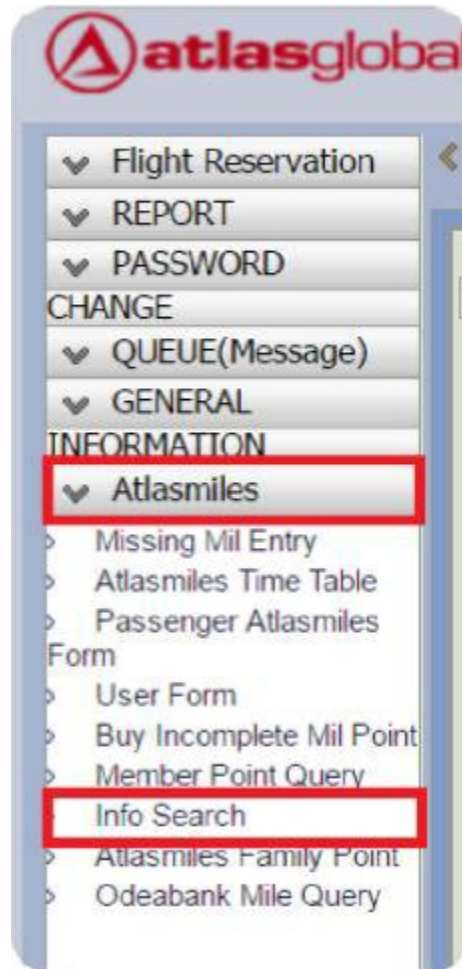 atlasglobal
Flight Reservation
REPORT
PASSWORD
CHANGE
QUEUE(Message)
GENERAL
INFORMATION
Atlasmiles
Missing Mil Entry
Atlasmiles Time Table
Passenger Atlasmiles
Form
User Form
Buy Incomplete Mil Point
Member Point Query
Info Search
Atlasmiles Family Point
Odeabank Mile Query